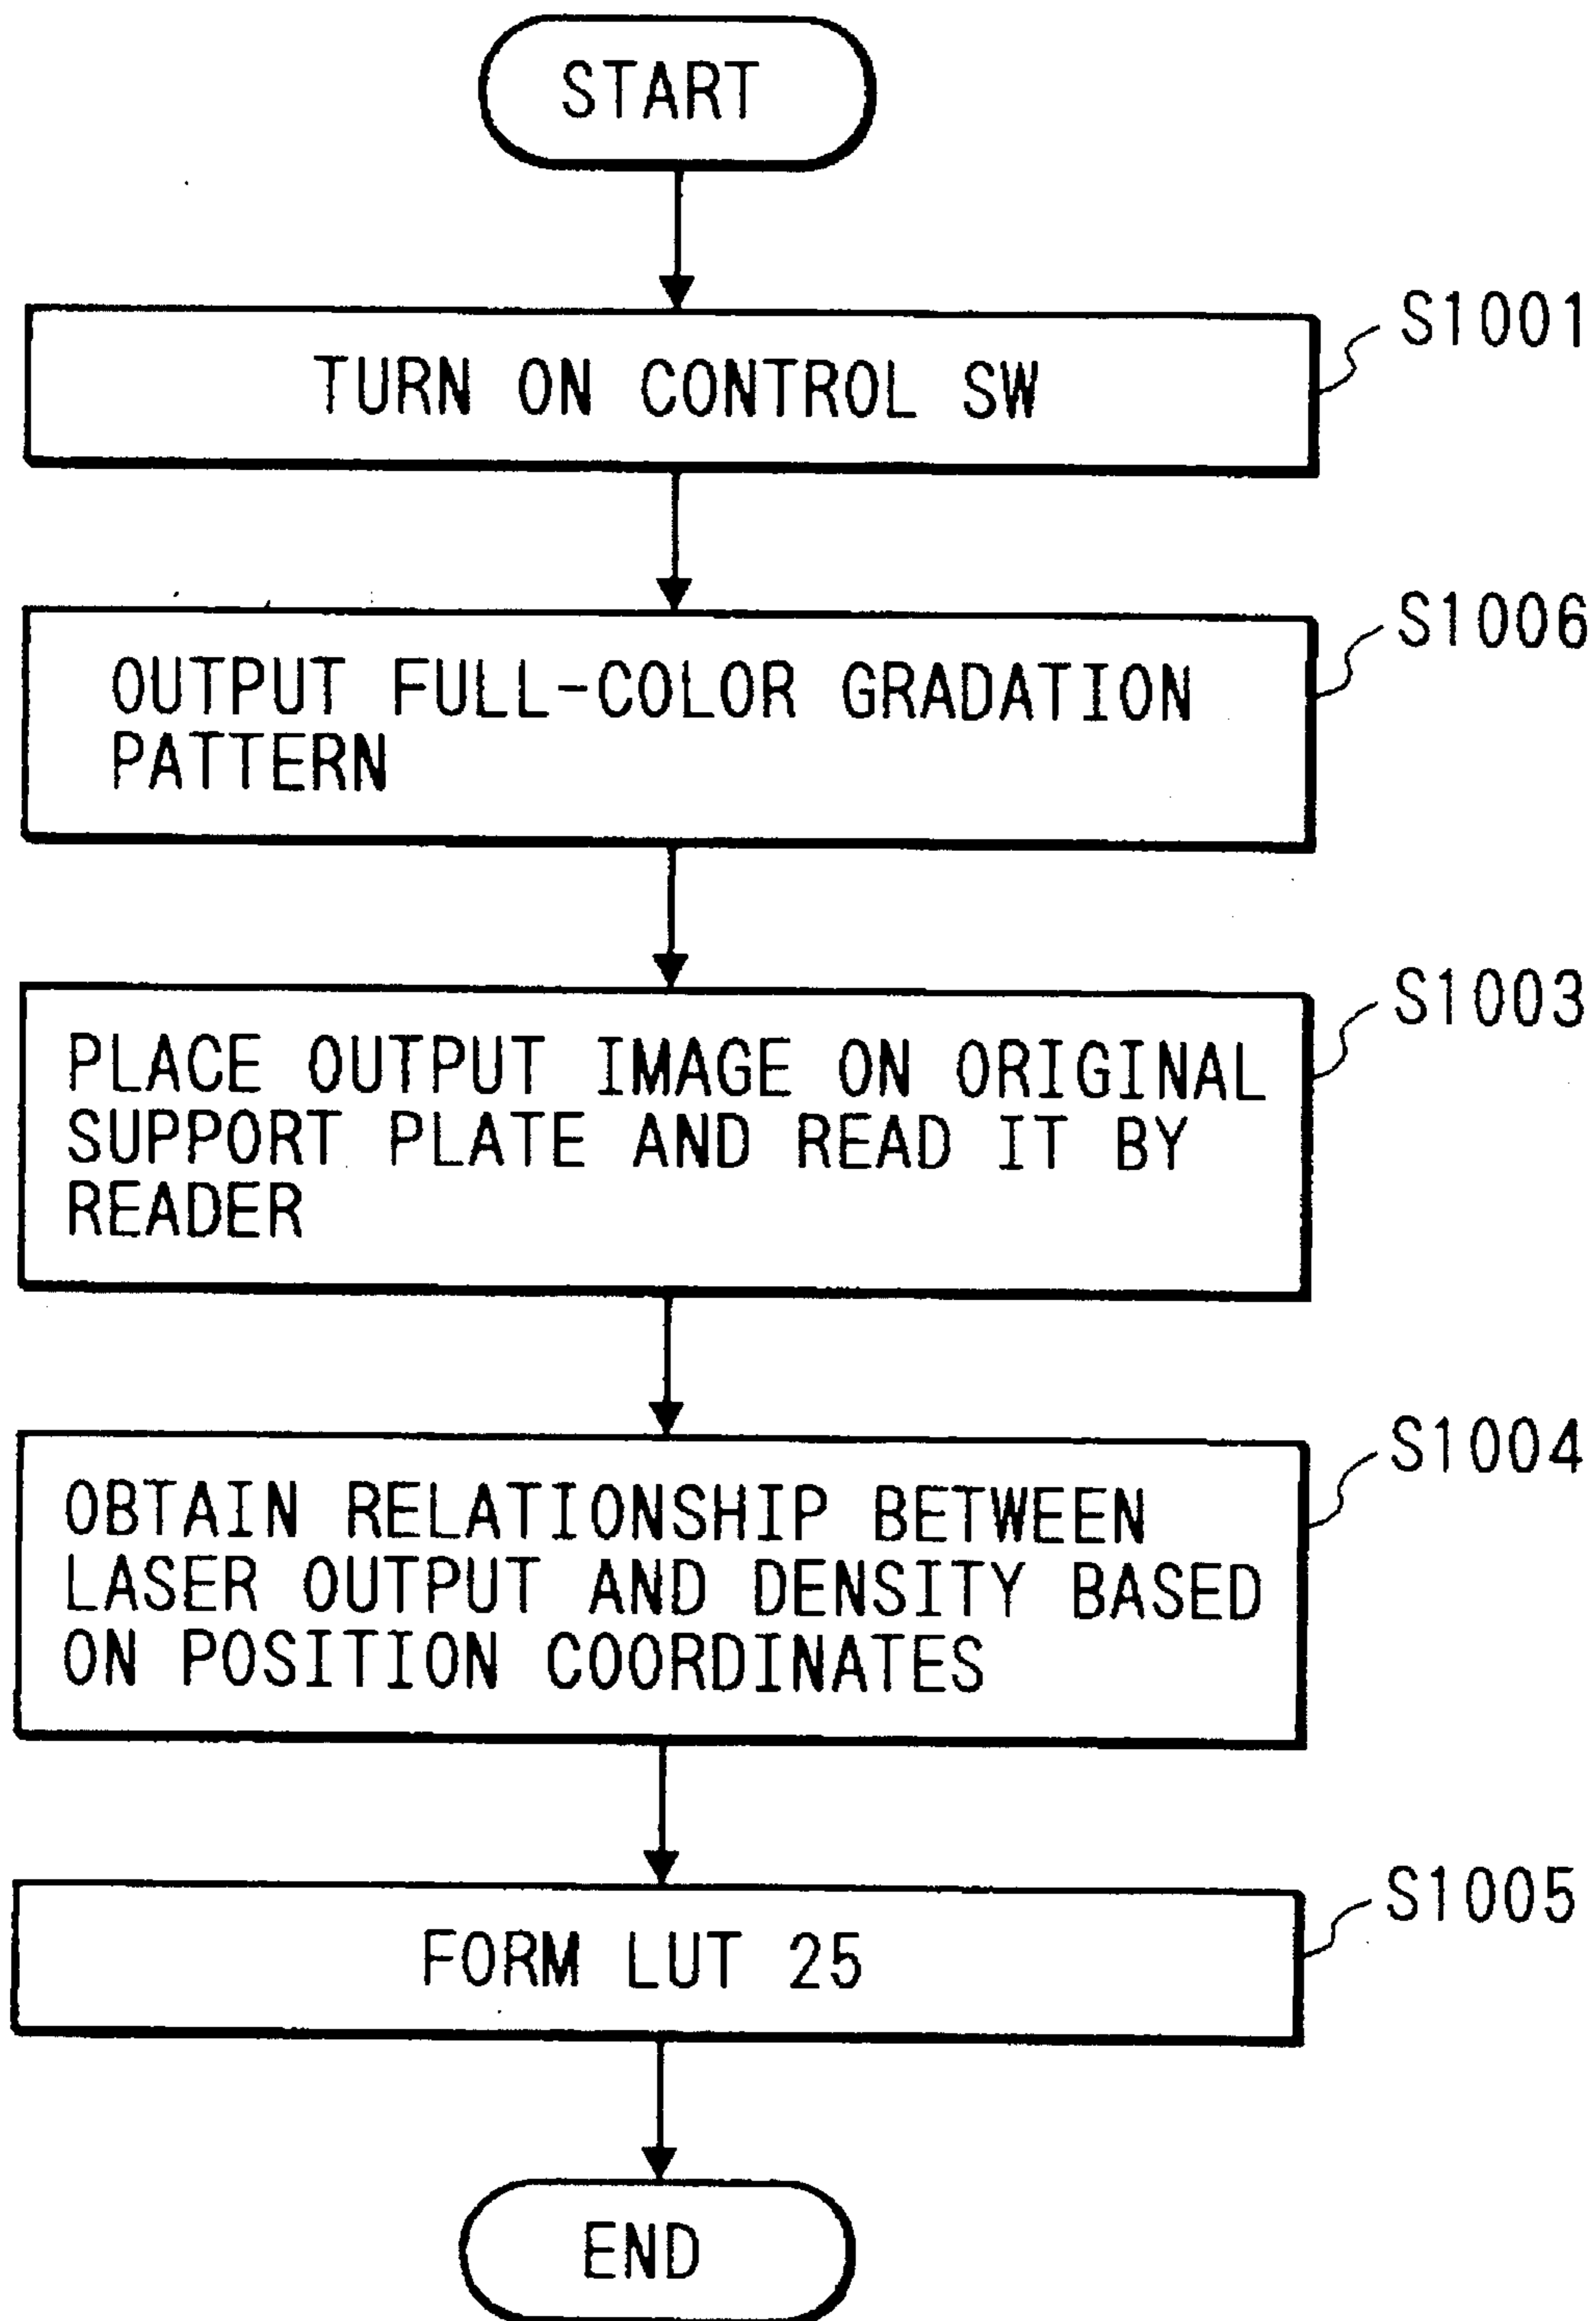 START
S1001
TURN ON CONTROL SW
S1006
OUTPUT FULL-COLOR GRADATION
PATTERN
S1003
PLACE OUTPUT IMAGE ON ORIGINAL
SUPPORT PLATE AND READ IT BY
READER
S1004
OBTAIN RELATIONSHIP BETWEEN
LASER OUTPUT AND DENSITY BASED
ON POSITION COORDINATES
S1005
FORM LUT 25
END